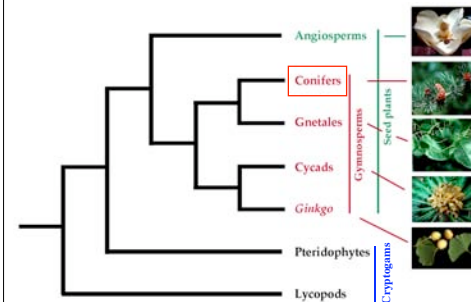 Angiosperms
Conifers
Gnetales
Cycads
Ginkgo
Pteridophytes
Lycopods
Gymnosperms
Seed plants
Cryptogams